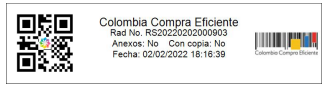 Colombia Compra Eficiente
Rad No. RS20220202000903
Anexos: No Con copia: No
Fecha: 02/02/2022 18:16:39
Colombia Compra Eficiente